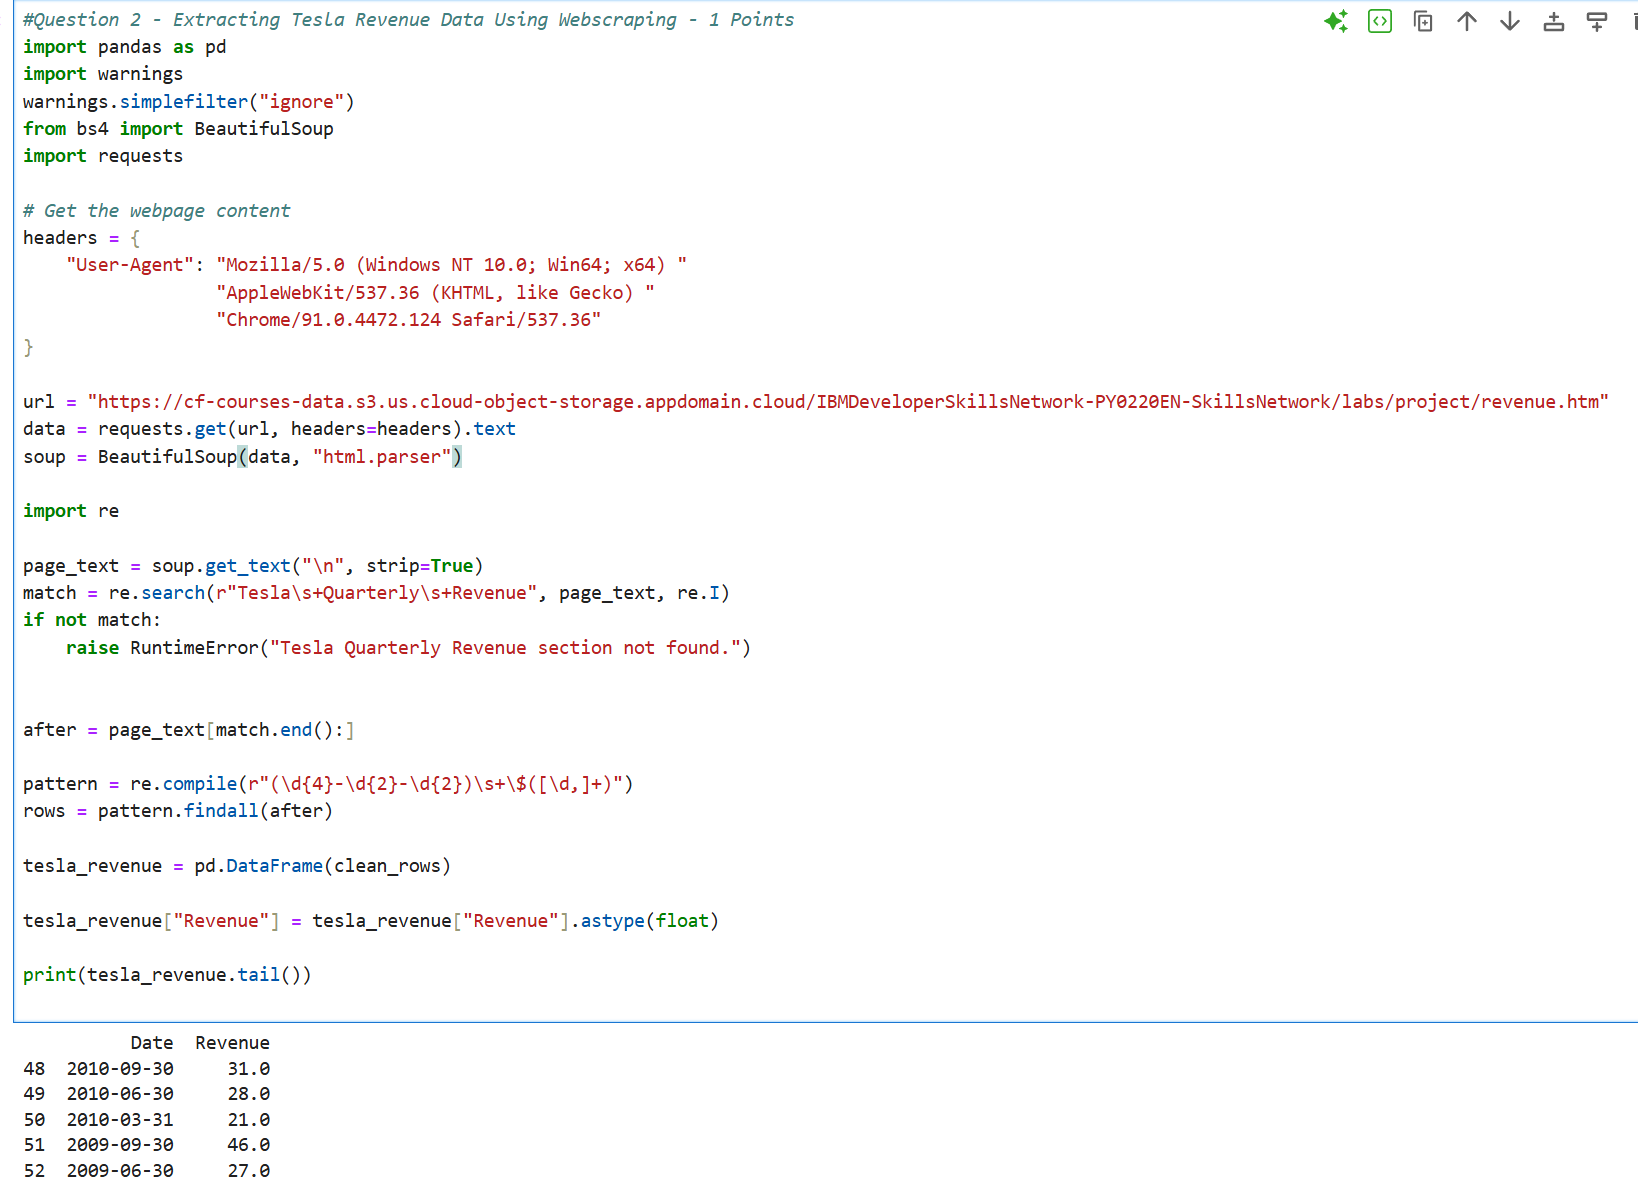 #Question 2 - Extracting Tesla Revenue Data Using Webscraping - 1 Points
import pandas as pd
import warnings
warnings.simplefilter("ignore")
from bs4 import BeautifulSoup
import requests

# Get the webpage content
headers = {
    "User-Agent": "Mozilla/5.0 (Windows NT 10.0; Win64; x64) "
                  "AppleWebKit/537.36 (KHTML, like Gecko) "
                  "Chrome/91.0.4472.124 Safari/537.36"
}

url = "https://cf-courses-data.s3.us.cloud-object-storage.appdomain.cloud/IBMDeveloperSkillsNetwork-PY0220EN-SkillsNetwork/labs/project/revenue.htm"
data = requests.get(url, headers=headers).text
soup = BeautifulSoup(data, "html.parser")

import re

page_text = soup.get_text("\n", strip=True)
match = re.search(r"Tesla\s+Quarterly\s+Revenue", page_text, re.I)
if not match:
    raise RuntimeError("Tesla Quarterly Revenue section not found.")

after = page_text[match.end():]

pattern = re.compile(r"(\d{4}-\d{2}-\d{2})\s+\$([\d,]+)")
rows = pattern.findall(after)

tesla_revenue = pd.DataFrame(clean_rows)

tesla_revenue["Revenue"] = tesla_revenue["Revenue"].astype(float)

print(tesla_revenue.tail())

          Date  Revenue
48  2010-09-30     31.0
49  2010-06-30     28.0
50  2010-03-31     21.0
51  2009-09-30     46.0
52  2009-06-30     27.0